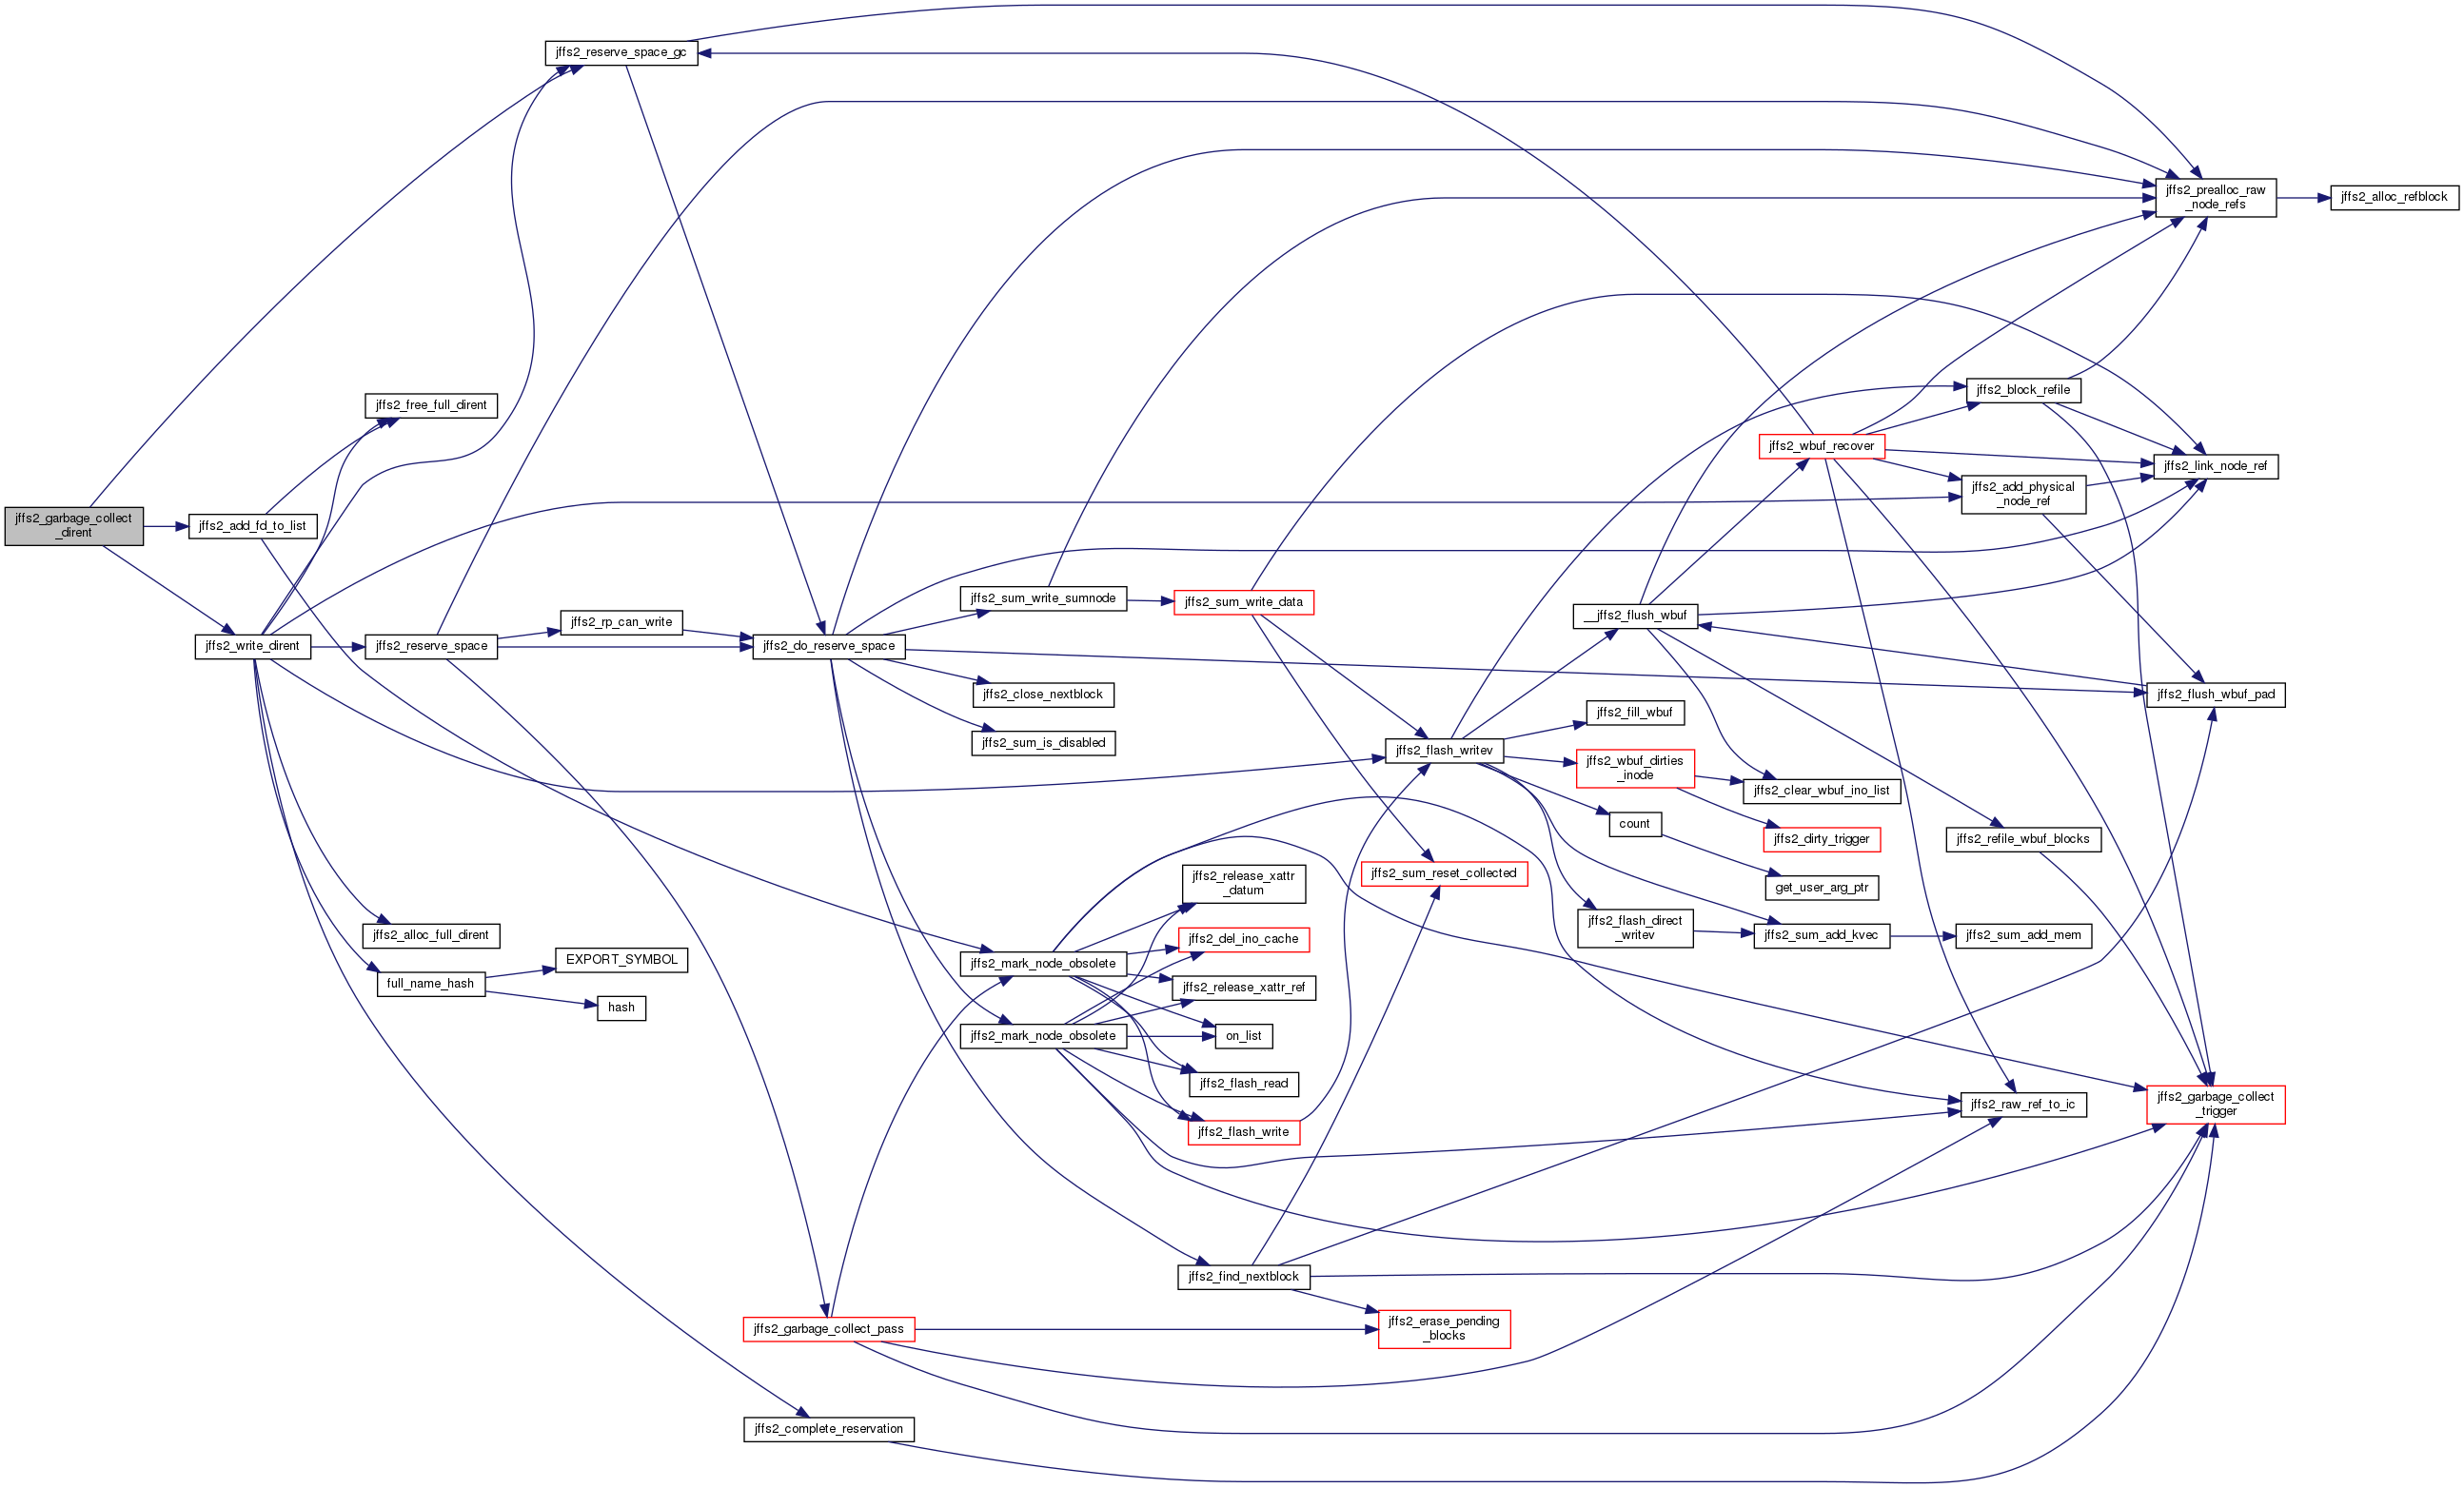 jffs2_reserve_space_gc
jffs2_prealloc_raw
_node_refs
jffs2_alloc_refblock
jffs2_free_full_dirent
jffs2_block_refile
jffs2_wbuf_recover
jffs2_link_node_ref
jffs2_add_physical
_node_ref
jffs2_garbage_collect
_dirent
jffs2_add_fd_to_list
jffs2_sum_write_sumnode
jffs2_sum_write_data
__jffs2_flush_wbuf
jffs2_rp_can_write
jffs2_write_dirent
jffs2_reserve_space
jffs2_do_reserve_space
jffs2_close_nextblock
jffs2_flush_wbuf_pad
jffs2_fill_wbuf
jffs2_sum_is_disabled
jffs2_flash_writev
jffs2_wbuf_dirties
_inode
jffs2_clear_wbuf_ino_list
count
jffs2_dirty_trigger
jffs2_refile_wbuf_blocks
jffs2_release_xattr
_datum
jffs2_sum_reset_collected
get_user_arg_ptr
jffs2_flash_direct
_writev
jffs2_sum_add_kvec
jffs2_sum_add_mem
jffs2_alloc_full_dirent
jffs2_del_ino_cache
EXPORT_SYMBOL
jffs2_mark_node_obsolete
full_name_hash
jffs2_release_xattr_ref
hash
jffs2_mark_node_obsolete
on_list
jffs2_flash_read
jffs2_raw_ref_to_ic
jffs2_garbage_collect
_trigger
jffs2_flash_write
jffs2_find_nextblock
jffs2_garbage_collect_pass
jffs2_erase_pending
_blocks
jffs2_complete_reservation